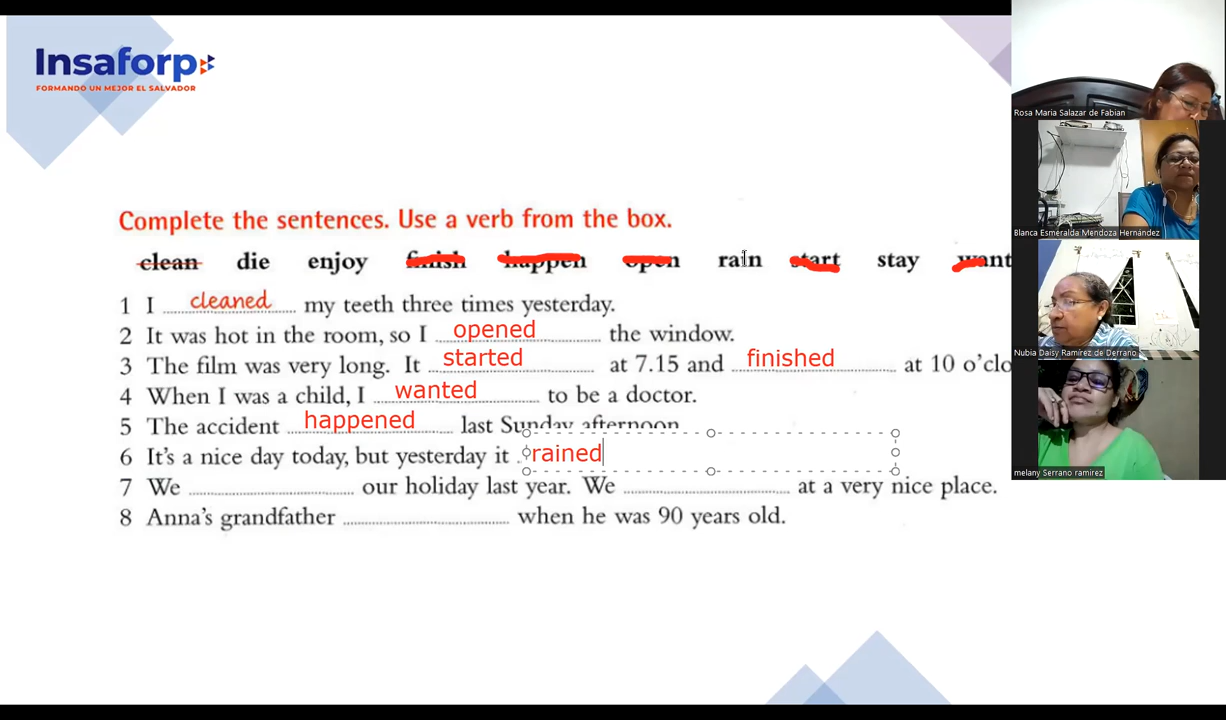 Insaforp
FORMANDO UN MEJOR EL SALVADOR
Complete the sentences. Use a verb from the box.
clean die enjoy finish happen open rain start stay want
1 I cleaned my teeth three times yesterday.
2 It was hot in the room, so I opened the window.
3 The film was very long. It started at 7.15 and finished at 10 o'clo
4 When I was a child, I wanted to be a doctor.
5 The accident happened last Sunday afternoon
6 It's a nice day today, but yesterday it rained
7 We .......... our holiday last year. We .......... at a very nice place.
8 Anna's grandfather .......... when he was 90 years old.
Rosa Maria Salazar de Fabian
Blanca Esmeralda Mendoza Hernández
Nubia Daisy Ramírez de Derrano
melany Serrano ramirez